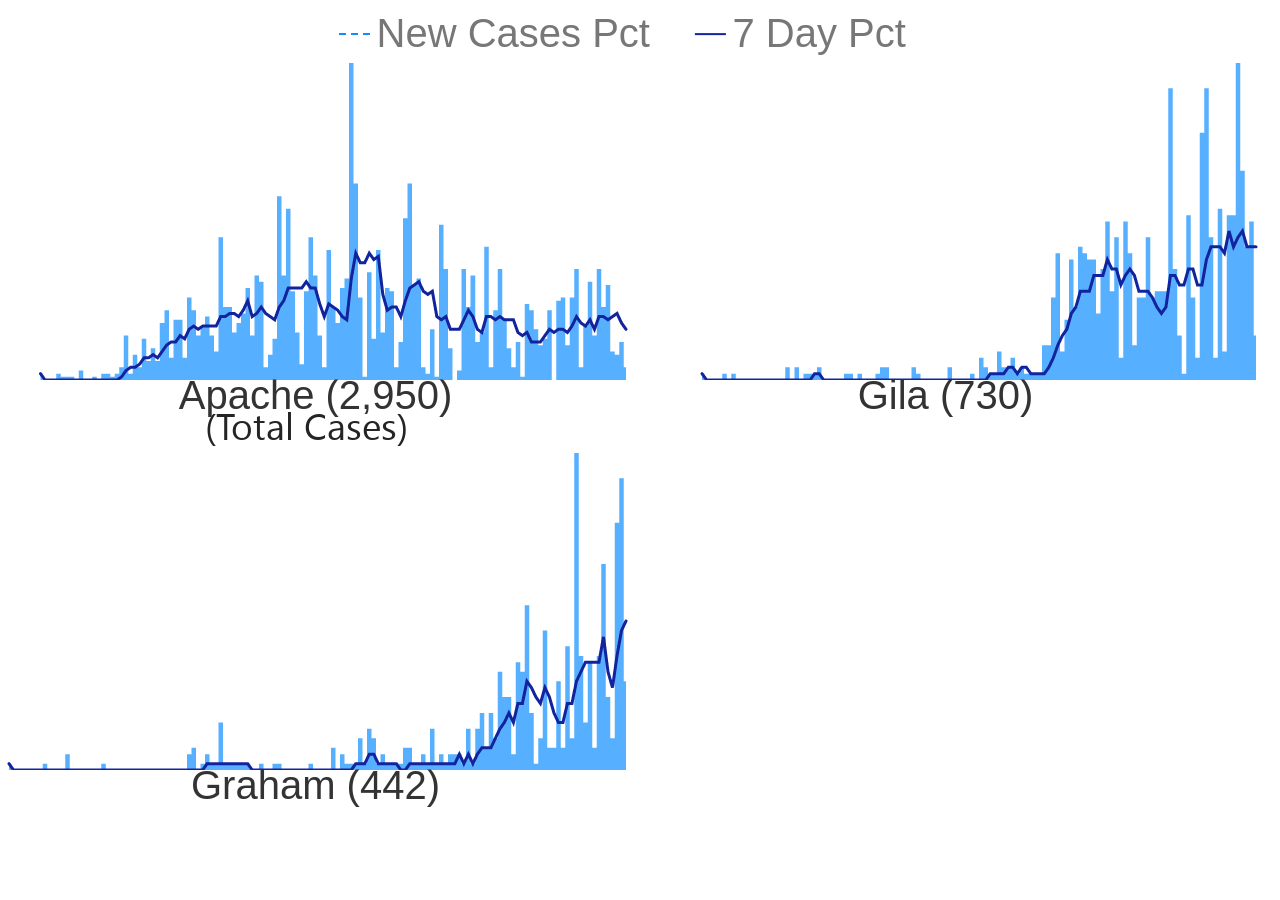 New Cases Pct 7 Day Pct
Apache (2,950)
(Total Cases)
Gila (730)
Graham (442)